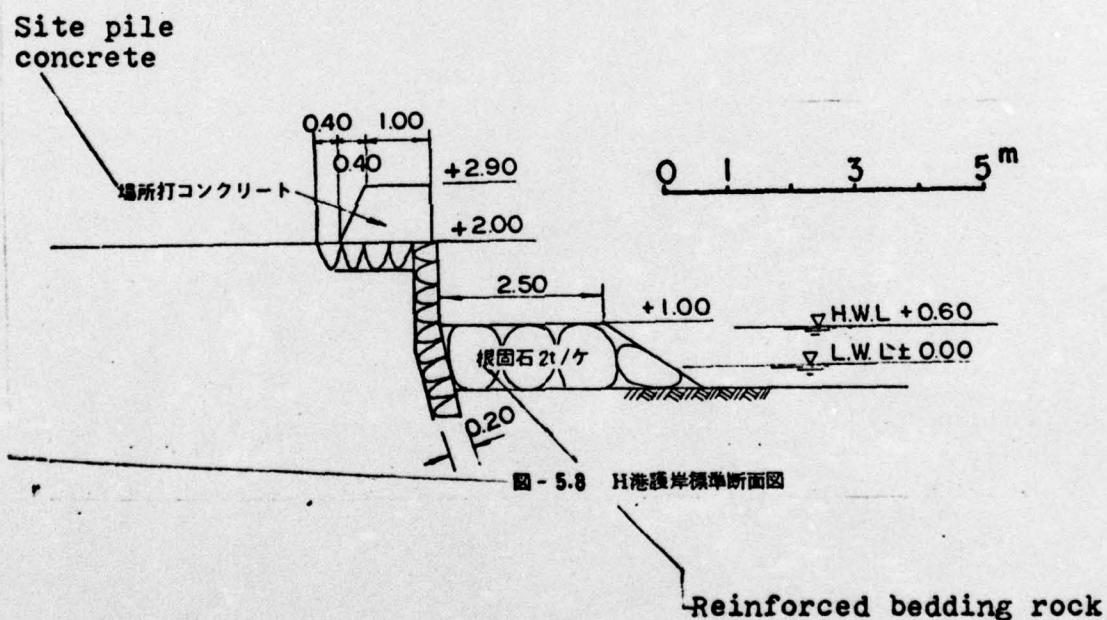 Site pile
concrete
0.40 1.00
0.40
+2.90
0 1 3 5 m
場所打コンクリート
+2.00
2.50
+1.00
H.W.L +0.60
根固石 2t/ケ
L.W.L ± 0.00
0.20
図-5.8 H港護岸標準断面図
Reinforced bedding rock